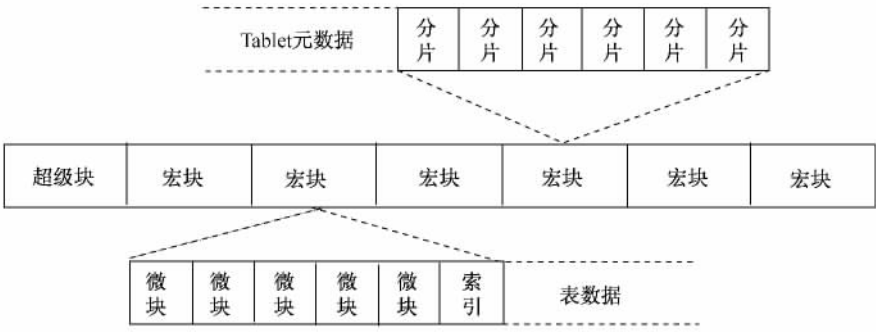 Tablet元数据 分片 分片 分片 分片 分片 分片
超级块 宏块 宏块 宏块 宏块 宏块 宏块
微块 微块 微块 微块 微块 索引 表数据